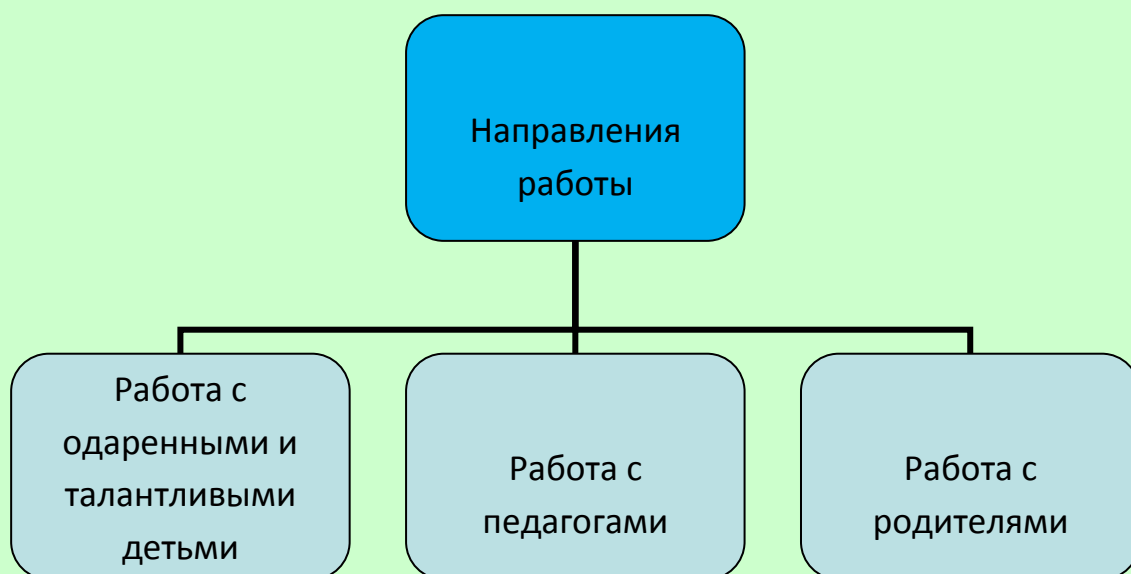 Направления
работы
Работа с
одаренными и
талантливыми
детьми
Работа с
педагогами
Работа с
родителями